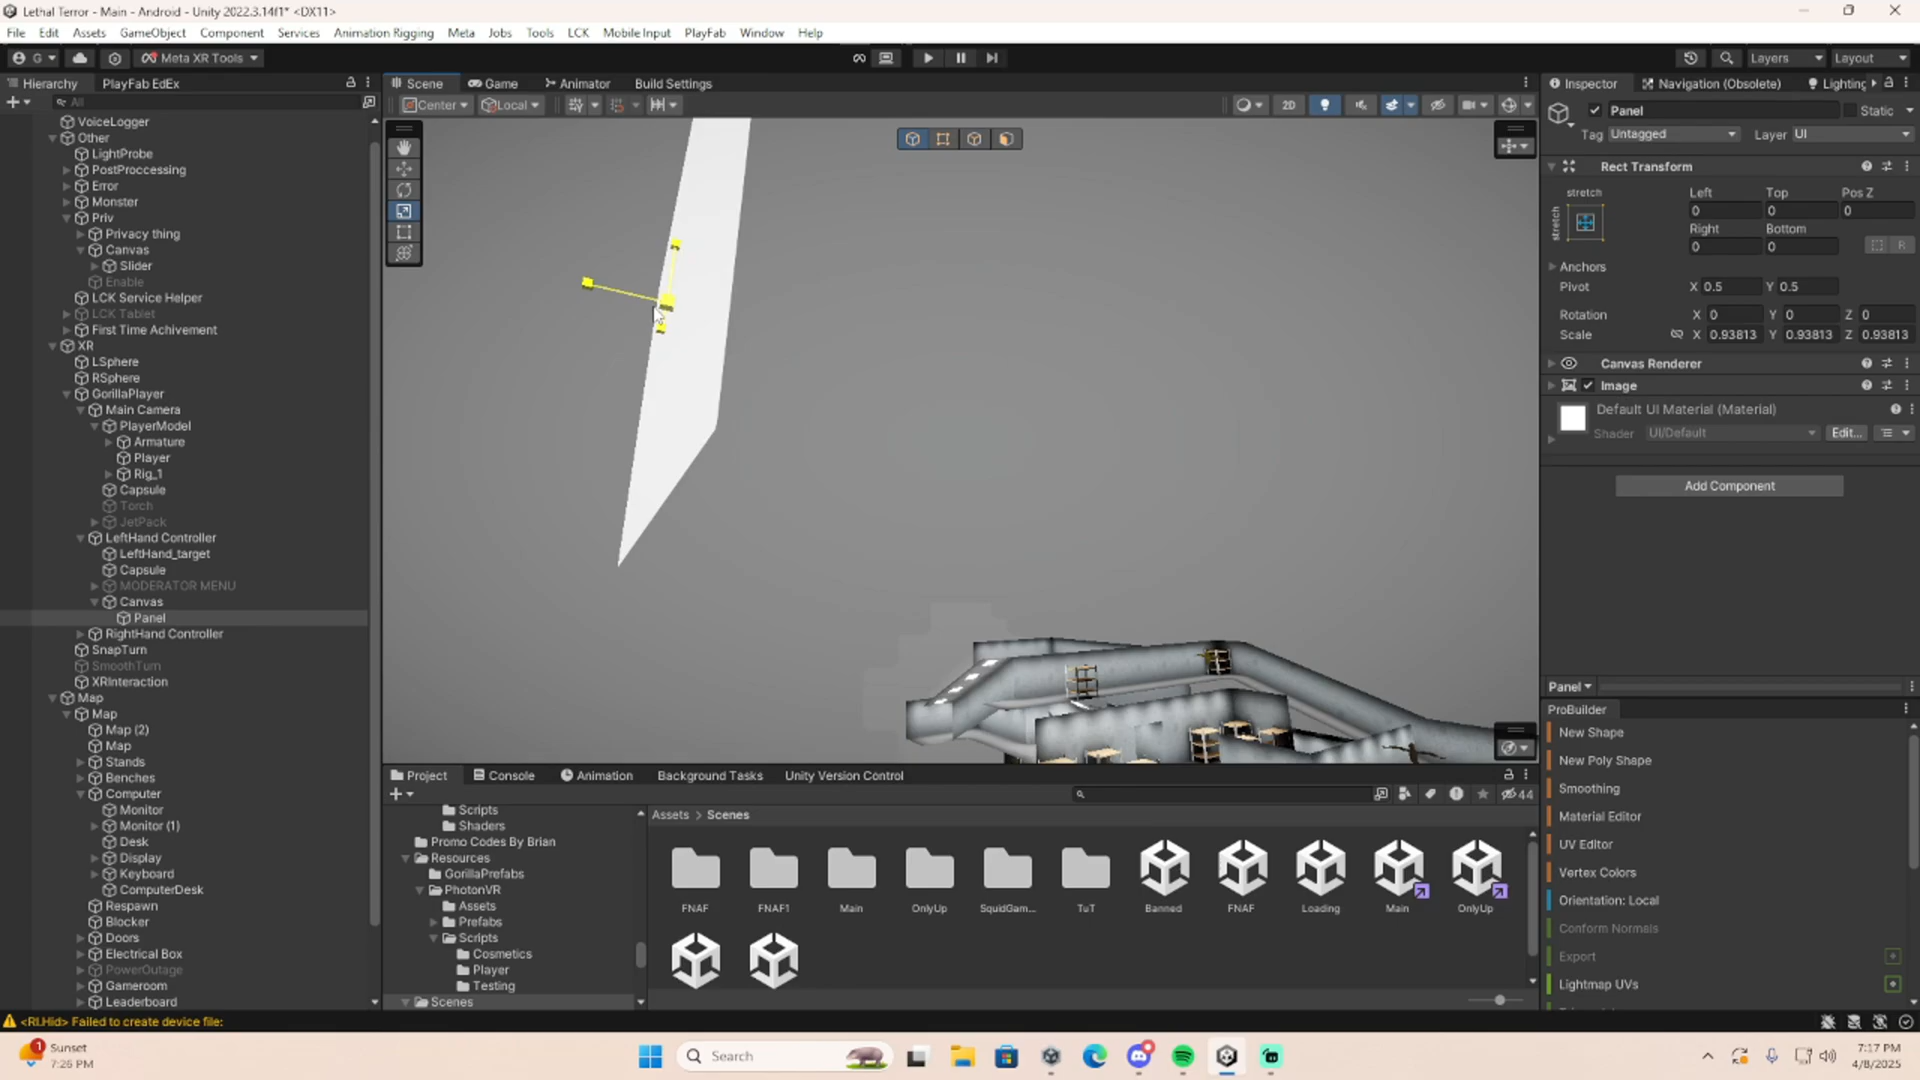 Lethal Terror - Main - Android - Unity 2022.3.14f1* <DX11>
File Edit Assets GameObject Component Services Animation Rigging Meta Jobs Tools LCK Mobile Input PlayFab Window Help
G Meta XR Tools Layers Layout
Hierarchy PlayFab EdEx
All
VoiceLogger
Other
LightProbe
PostProccessing
Error
Monster
Priv
Privacy thing
Canvas
Slider
Enable
LCK Service Helper
LCK Tablet
First Time Achivement
XR
LSphere
RSphere
GorillaPlayer
Main Camera
PlayerModel
Armature
Player
Rig_1
Capsule
Torch
JetPack
LeftHand Controller
LeftHand_target
Capsule
MODERATOR MENU
Canvas
Panel
RightHand Controller
SnapTurn
SmoothTurn
XRInteraction
Map
Map
Map (2)
Map
Stands
Benches
Computer
Monitor
Monitor (1)
Desk
Display
Keyboard
ComputerDesk
Respawn
Blocker
Doors
Electrical Box
PowerOutage
Gameroom
Leaderboard
Scene Game Animator Build Settings
Center Local 2D
Project Console Animation Background Tasks Unity Version Control
44
Scripts
Shaders
Promo Codes By Brian
Resources
GorillaPrefabs
PhotonVR
Assets
Prefabs
Scripts
Cosmetics
Player
Testing
Scenes
Assets > Scenes
FNAF FNAF1 Main OnlyUp SquidGam... TuT Banned FNAF Loading Main OnlyUp
Inspector Navigation (Obsolete) Lighting
Panel Static
Tag Untagged Layer UI
Rect Transform
stretch Left Top Pos Z
stretch 0 0 0
Right Bottom
0 0 R
Anchors
Pivot X 0.5 Y 0.5
Rotation X 0 Y 0 Z 0
Scale X 0.93813 Y 0.93813 Z 0.93813
Canvas Renderer
Image
Default UI Material (Material)
Shader UI/Default Edit...
Add Component
Panel
ProBuilder
New Shape
New Poly Shape
Smoothing
Material Editor
UV Editor
Vertex Colors
Orientation: Local
Conform Normals
Export
Lightmap UVs
<RI.Hid> Failed to create device file:
1 Sunset
7:26 PM
Search
7:17 PM
4/8/2025